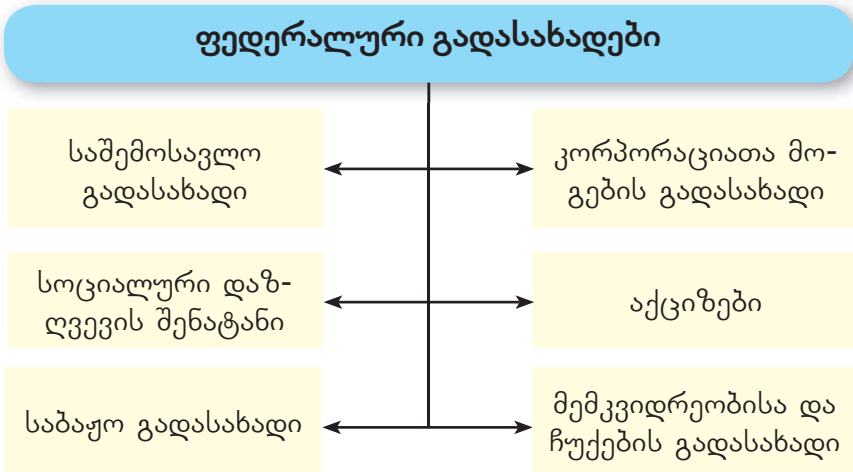 ფედერალური გადასახადები
საშემოსავლო
გადასახადი
კორპორაციათა მო-
გების გადასახადი
სოციალური დაზ-
ღვევის შენატანი
აქციზები
საბაჟო გადასახადი
მემკვიდრეობისა და
ჩუქების გადასახადი